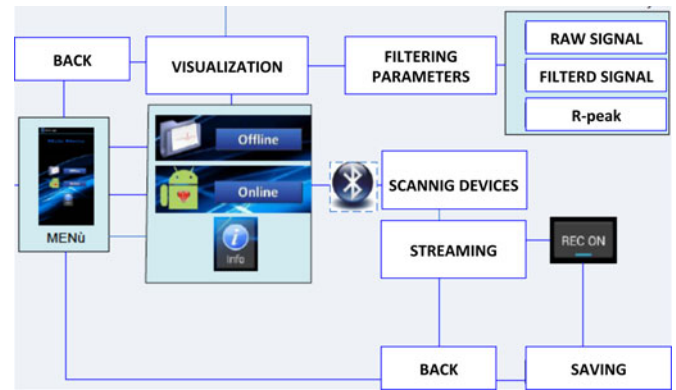 BACK
VISUALIZATION
FILTERING
PARAMETERS
RAW SIGNAL
FILTERD SIGNAL
R-peak
Offline
Online
Info
MENù
SCANNIG DEVICES
STREAMING
REC ON
BACK
SAVING